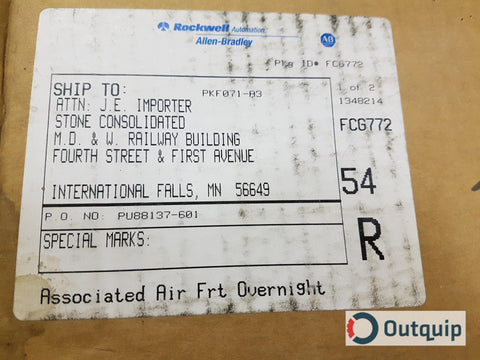 Rockwell Automation
Allen-Bradley
AB
Pkg ID# FCG772
SHIP TO: PKF071-03
1 of 2
ATTN: J.E. IMPORTER
1348214
STONE CONSOLIDATED
FCG772
M.D. & W. RAILWAY BUILDING
FOURTH STREET & FIRST AVENUE
INTERNATIONAL FALLS, MN 56649
54
P.O. NO: PU88137-601
SPECIAL MARKS:
R
Associated Air Frt Overnight
Outquip